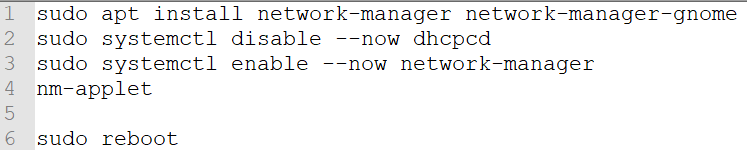 1 sudo apt install network-manager network-manager-gnome
2 sudo systemctl disable --now dhcpcd
3 sudo systemctl enable --now network-manager
4 nm-applet
5
6 sudo reboot